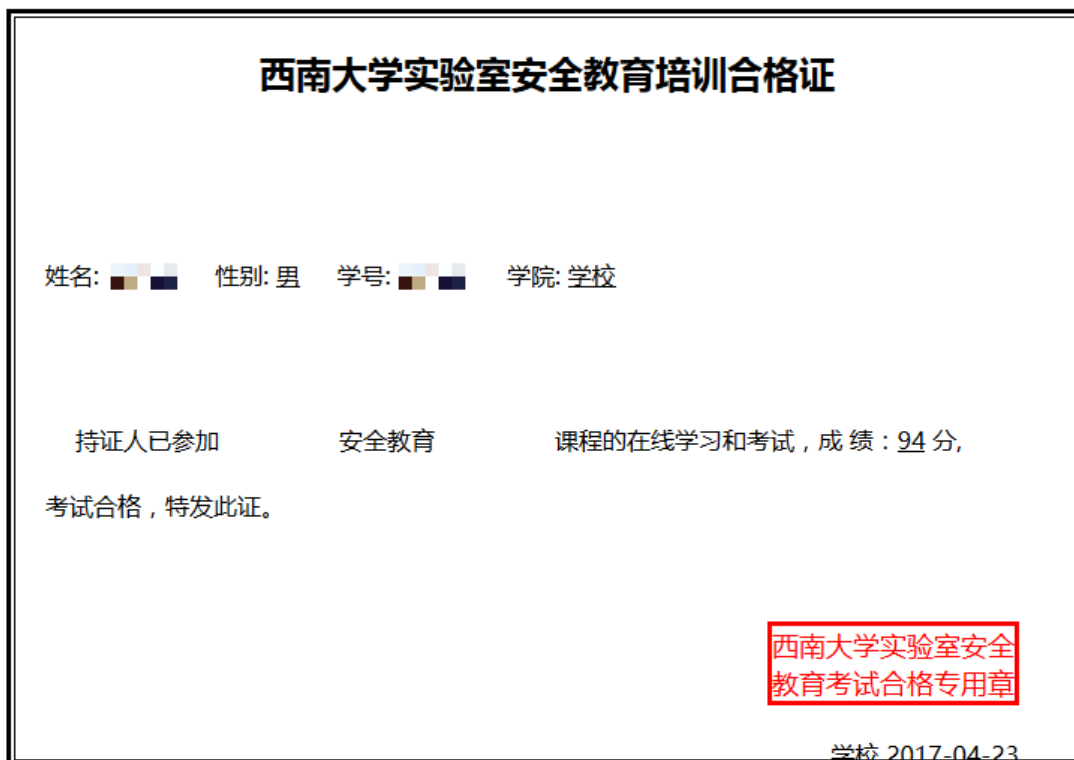 西南大学实验室安全教育培训合格证
姓名: 性别: 男 学号: 学院: 学校
持证人已参加 安全教育 课程的在线学习和考试，成 绩：94 分,
考试合格，特发此证。
西南大学实验室安全
教育考试合格专用章
学校 2017-04-23